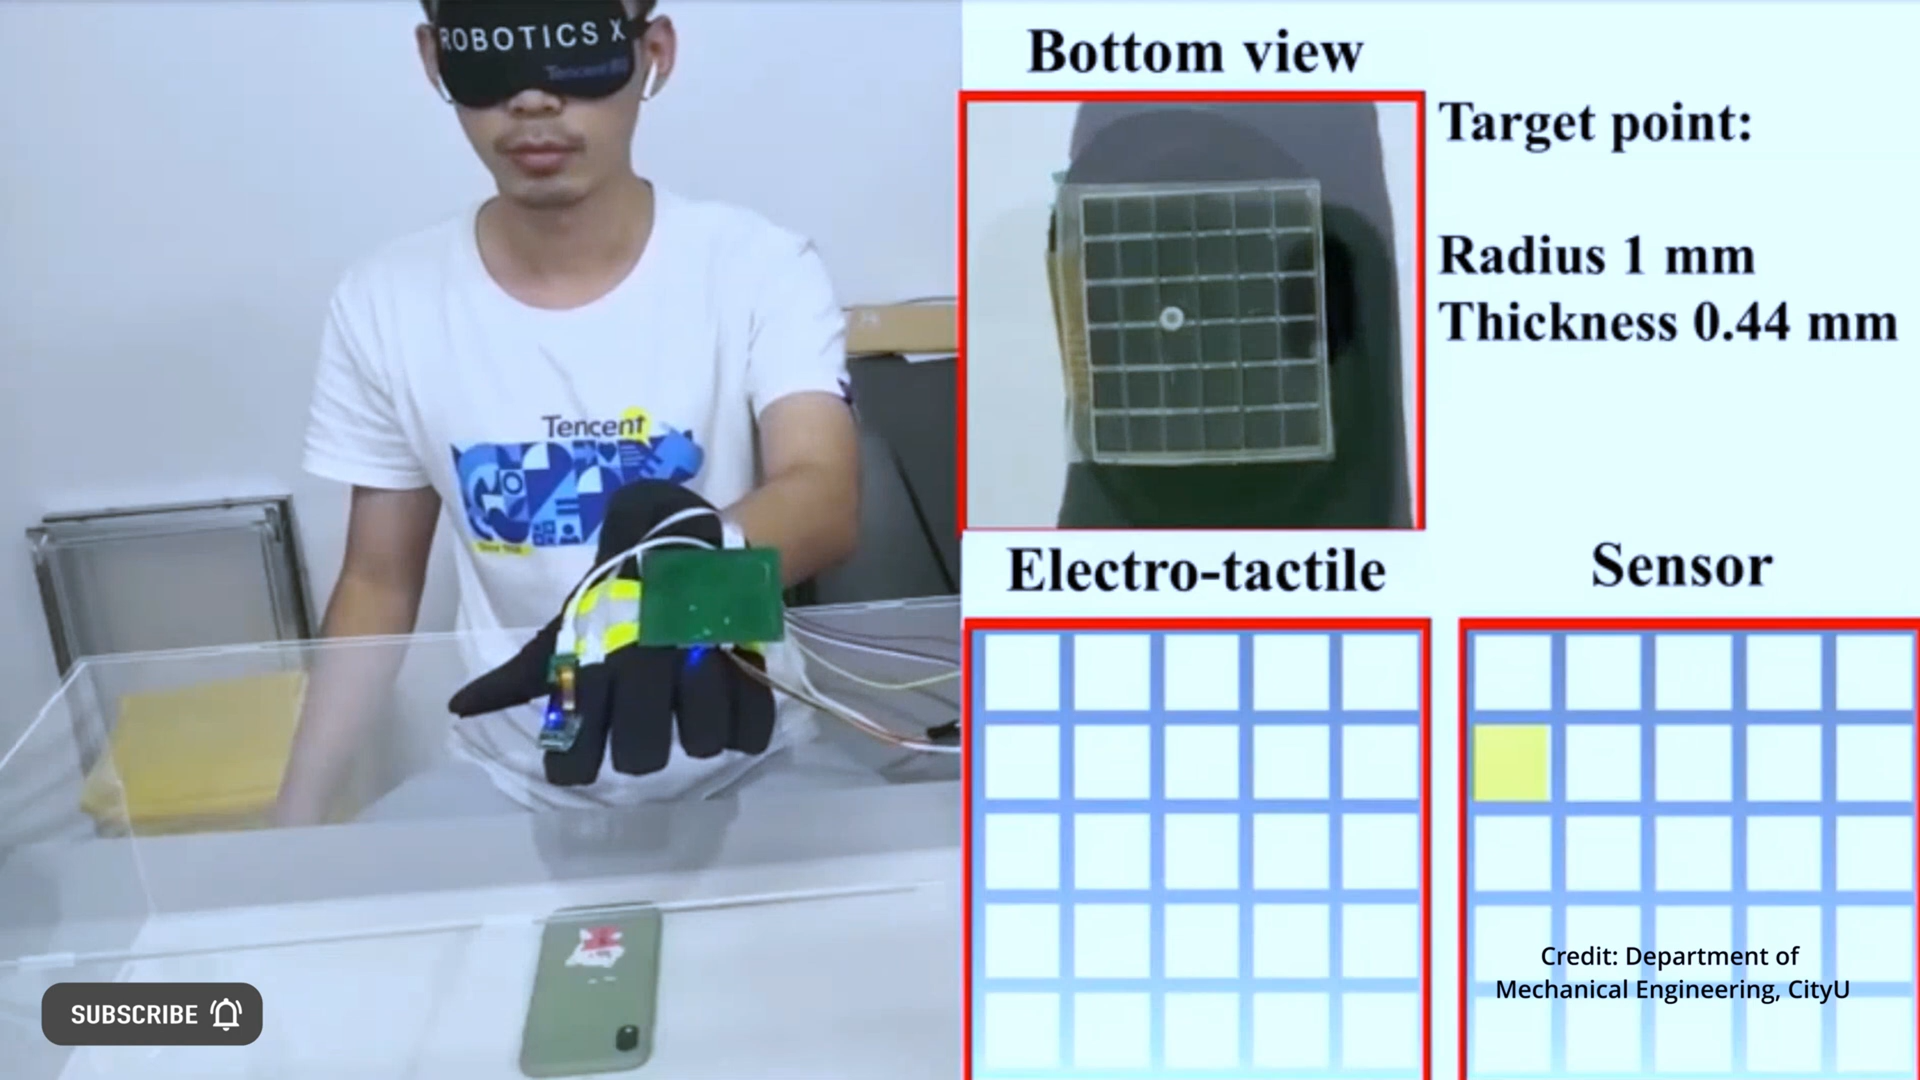 ROBOTICS X
Tencent
Tencent
Bottom view
Target point:
Radius 1 mm
Thickness 0.44 mm
Electro-tactile
Sensor
Credit: Department of
Mechanical Engineering, CityU
SUBSCRIBE